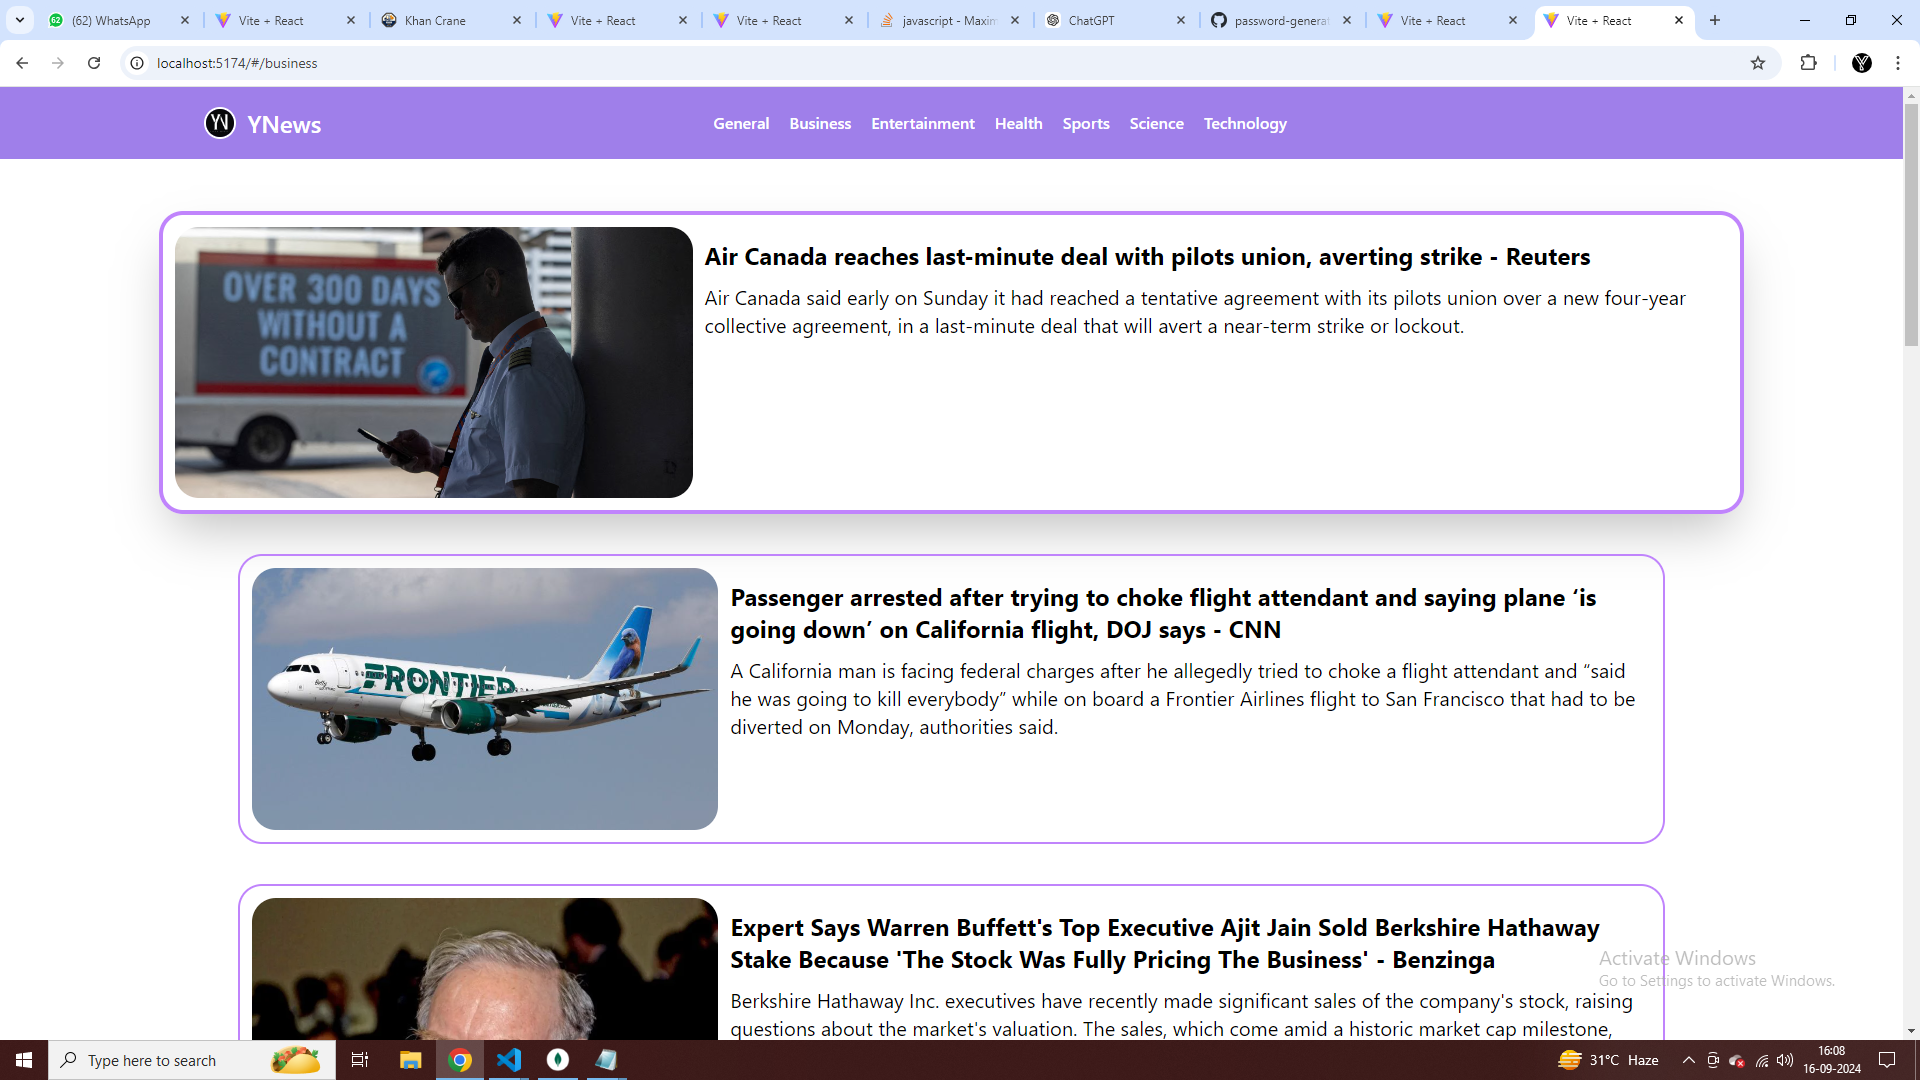 (62) WhatsApp
Vite + React
Khan Crane
Vite + React
Vite + React
javascript - Maxim
ChatGPT
password-generat
Vite + React
Vite + React
localhost:5174/#/business
YN
YNews
General
Business
Entertainment
Health
Sports
Science
Technology
OVER 300 DAYS
WITHOUT A
CONTRACT
Air Canada reaches last-minute deal with pilots union, averting strike - Reuters
Air Canada said early on Sunday it had reached a tentative agreement with its pilots union over a new four-year
collective agreement, in a last-minute deal that will avert a near-term strike or lockout.
FRONTIER
Passenger arrested after trying to choke flight attendant and saying plane ‘is
going down’ on California flight, DOJ says - CNN
A California man is facing federal charges after he allegedly tried to choke a flight attendant and “said
he was going to kill everybody” while on board a Frontier Airlines flight to San Francisco that had to be
diverted on Monday, authorities said.
Expert Says Warren Buffett's Top Executive Ajit Jain Sold Berkshire Hathaway
Stake Because 'The Stock Was Fully Pricing The Business' - Benzinga
Berkshire Hathaway Inc. executives have recently made significant sales of the company's stock, raising
questions about the market's valuation. The sales, which come amid a historic market cap milestone,
Activate Windows
Go to Settings to activate Windows.
Type here to search
31°C Haze
16:08
16-09-2024